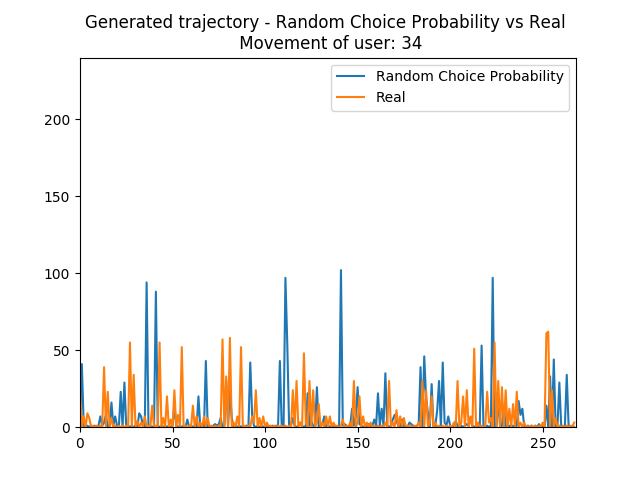 Generated trajectory - Random Choice Probability vs Real
Movement of user: 34
Random Choice Probability
Real
200
150
100
50
0
0 50 100 150 200 250